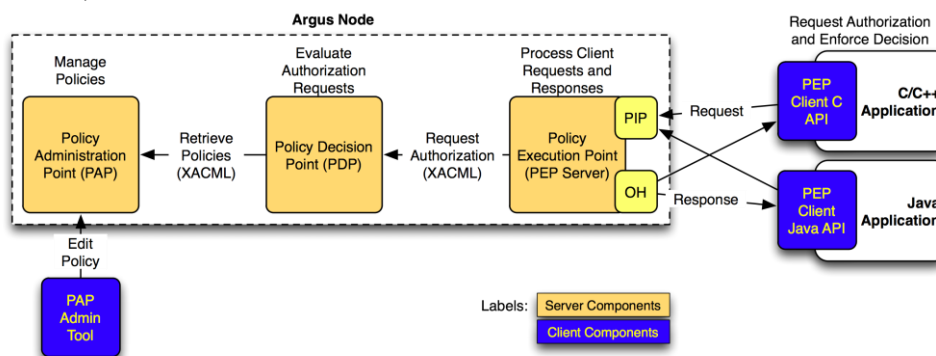 Argus Node
Manage
Policies
Policy
Administration
Point (PAP)
Retrieve
Policies
(XACML)
Evaluate
Authorization
Requests
Policy Decision
Point (PDP)
Request
Authorization
(XACML)
Process Client
Requests and
Responses
Policy
Execution Point
(PEP Server)
PIP
OH
Request
Response
Request Authorization
and Enforce Decision
PEP
Client C
API
C/C++
Application
PEP
Client
Java API
Java
Application
Edit
Policy
PAP
Admin
Tool
Labels:
Server Components
Client Components